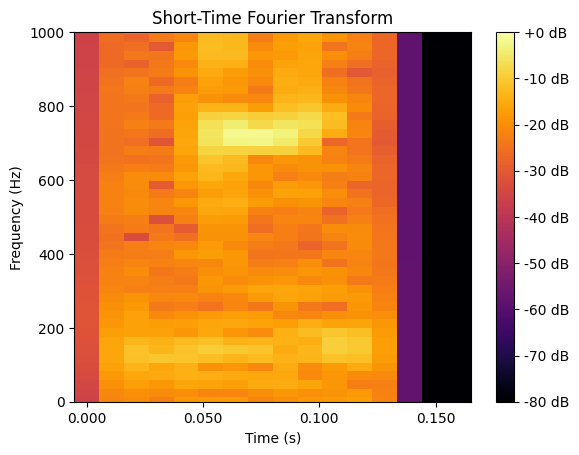 Short-Time Fourier Transform
1000
800
600
400
200
0
Frequency (Hz)
0.000
0.050
0.100
0.150
Time (s)
+0 dB
-10 dB
-20 dB
-30 dB
-40 dB
-50 dB
-60 dB
-70 dB
-80 dB